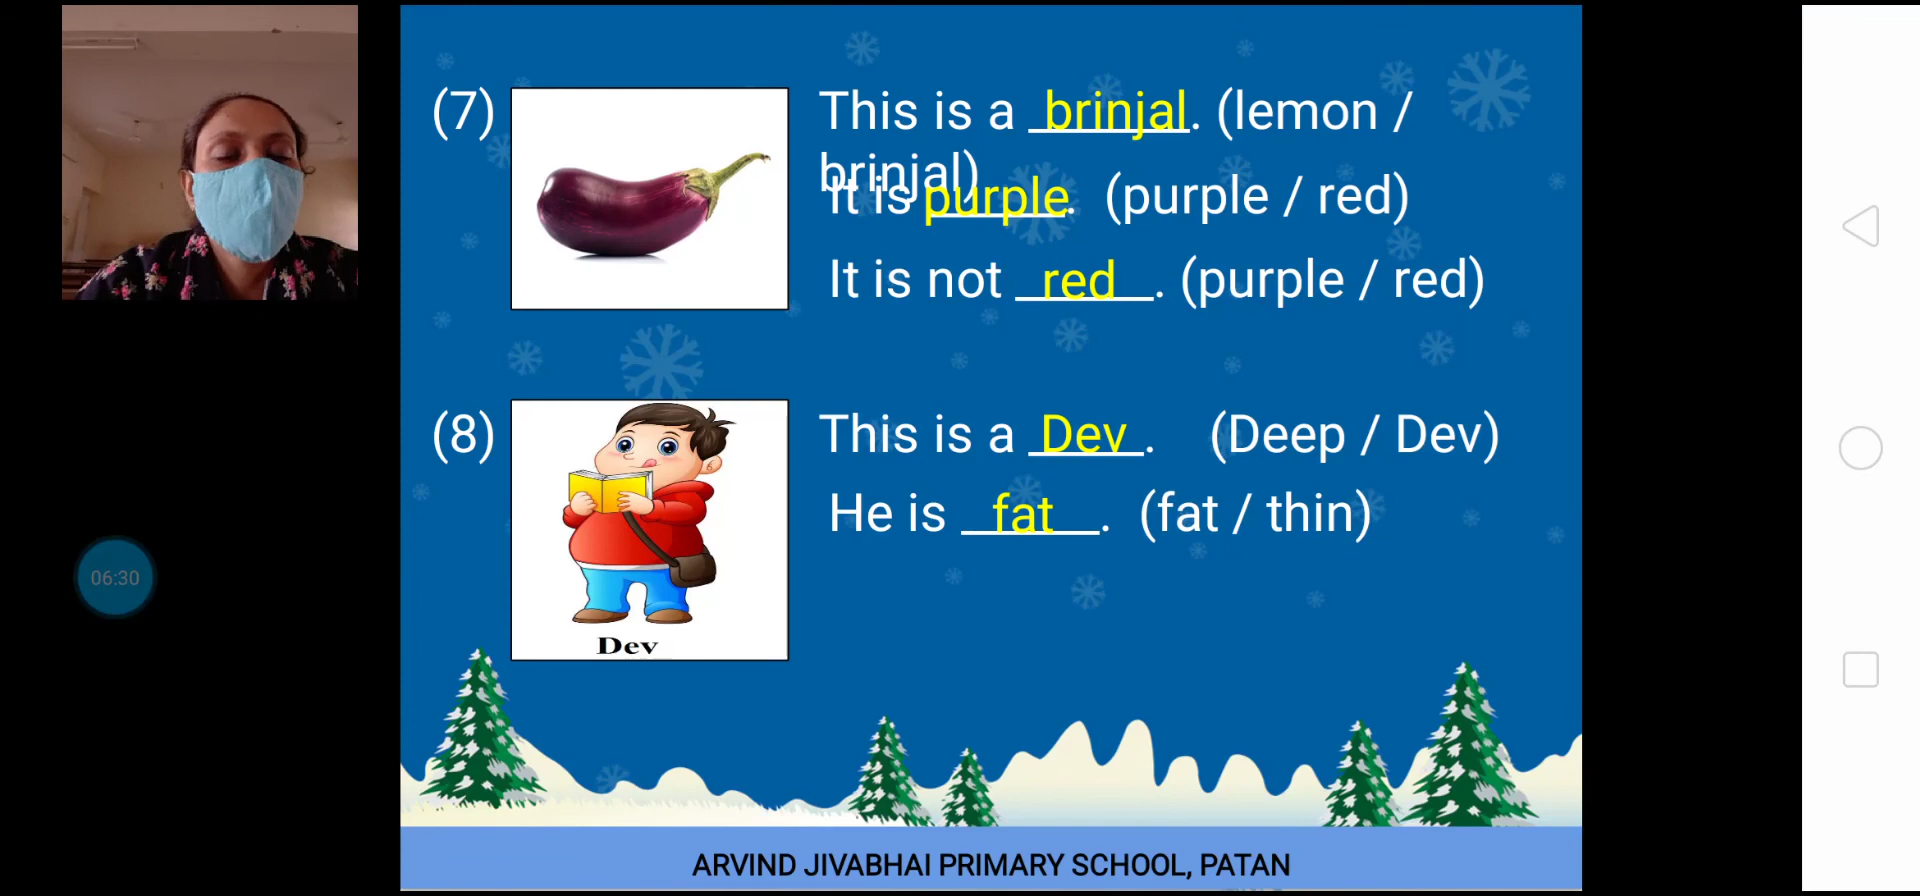 (7) This is a brinjal. (lemon /
brinjal)
It is purple. (purple / red)
It is not red. (purple / red)
(8) This is a Dev. (Deep / Dev)
He is fat. (fat / thin)
Dev
06:30
ARVIND JIVABHAI PRIMARY SCHOOL, PATAN